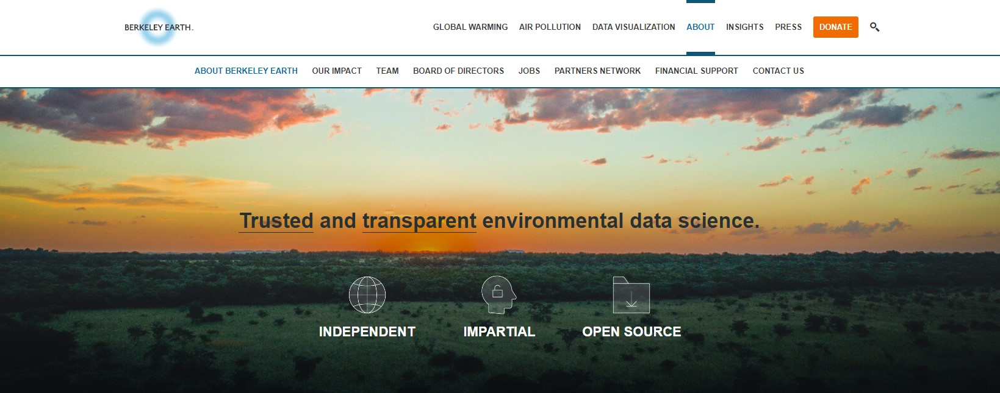 BERKELEY EARTH.
GLOBAL WARMING AIR POLLUTION DATA VISUALIZATION ABOUT INSIGHTS PRESS DONATE
ABOUT BERKELEY EARTH OUR IMPACT TEAM BOARD OF DIRECTORS JOBS PARTNERS NETWORK FINANCIAL SUPPORT CONTACT US
Trusted and transparent environmental data science.
INDEPENDENT IMPARTIAL OPEN SOURCE